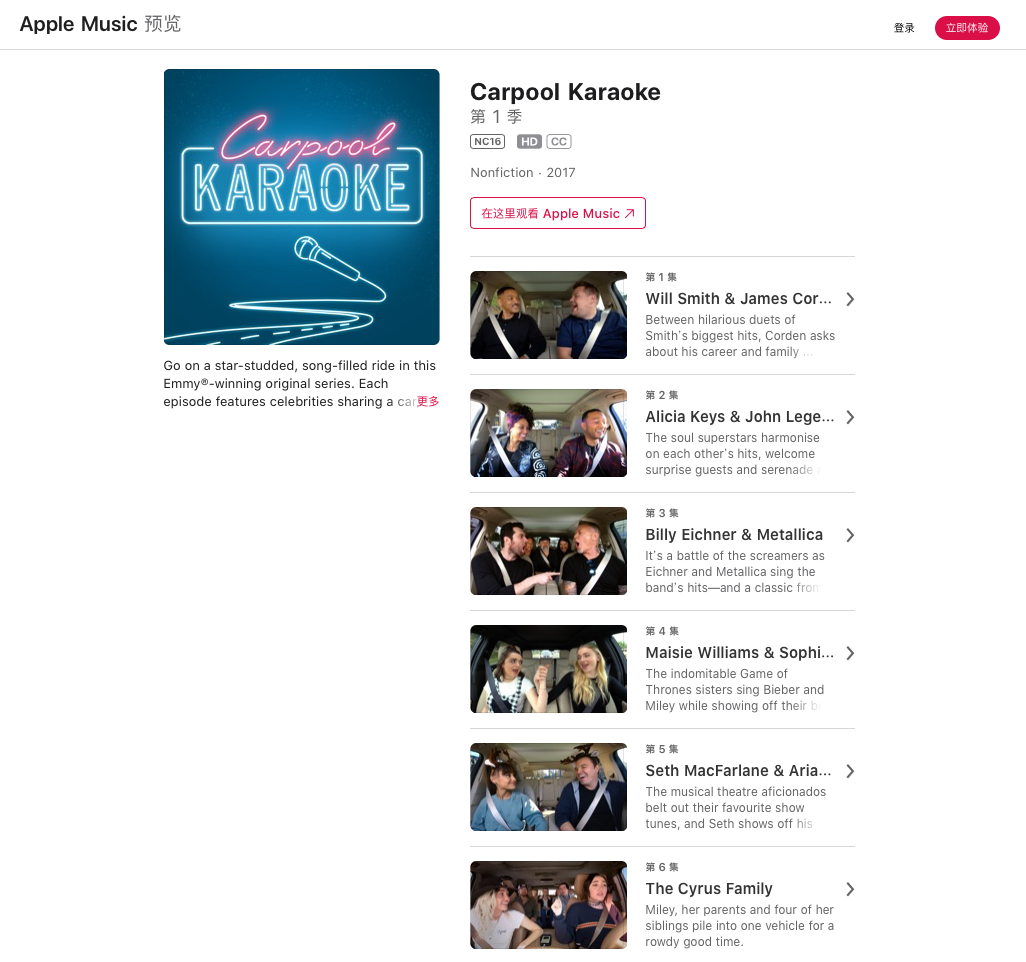 Apple Music 预览
登录
立即体验
Carpool
KARAOKE
Go on a star-studded, song-filled ride in this
Emmy®-winning original series. Each
episode features celebrities sharing a 更多
Carpool Karaoke
第 1 季
NC16 HD CC
Nonfiction · 2017
在这里观看 Apple Music ↗
第 1 集
Will Smith & James Cor...
Between hilarious duets of
Smith's biggest hits, Corden asks
about his career and family ...
第 2 集
Alicia Keys & John Lege...
The soul superstars harmonise
on each other's hits, welcome
surprise guests and serenade
第 3 集
Billy Eichner & Metallica
It's a battle of the screamers as
Eichner and Metallica sing the
band's hits—and a classic from
第 4 集
Maisie Williams & Sophi...
The indomitable Game of
Thrones sisters sing Bieber and
Miley while showing off their
第 5 集
Seth MacFarlane & Aria...
The musical theatre aficionados
belt out their favourite show
tunes, and Seth shows off his
第 6 集
The Cyrus Family
Miley, her parents and four of her
siblings pile into one vehicle for a
rowdy good time.